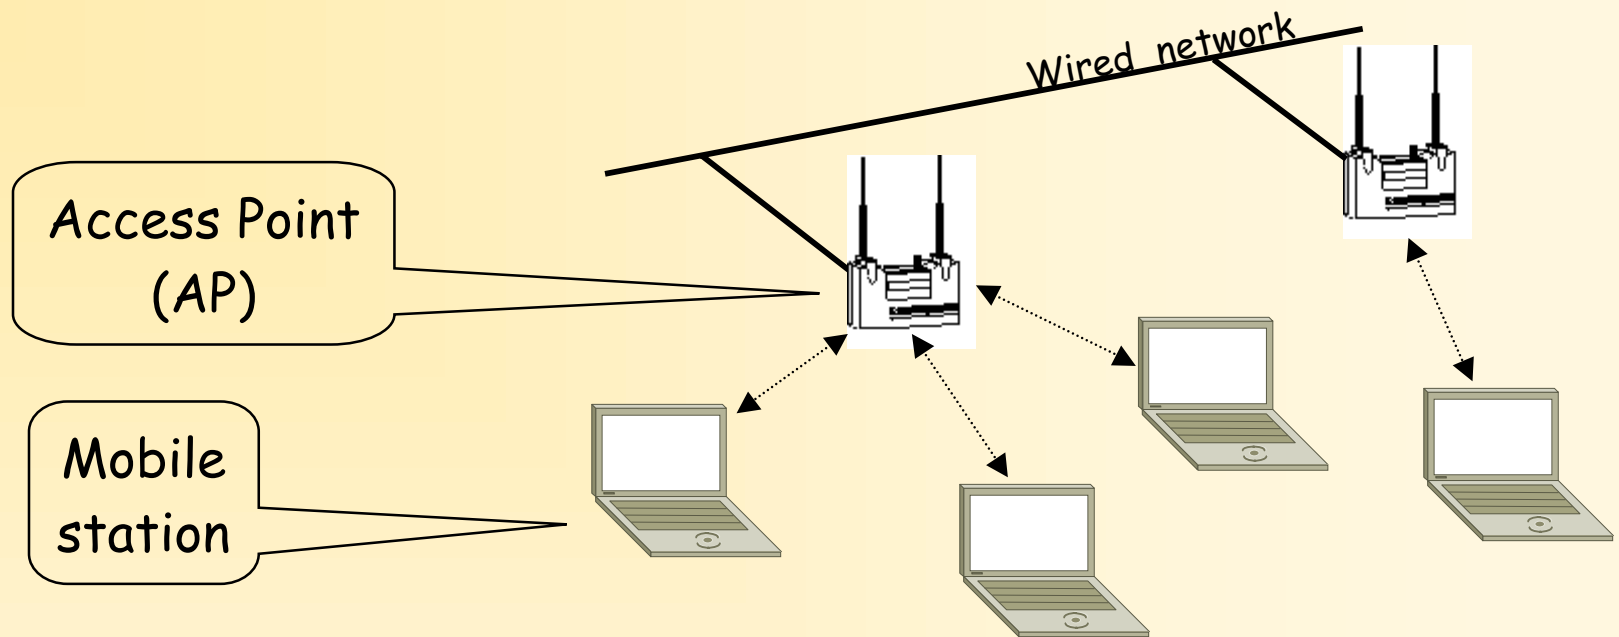 Wired network
Access Point
(AP)
Mobile
station